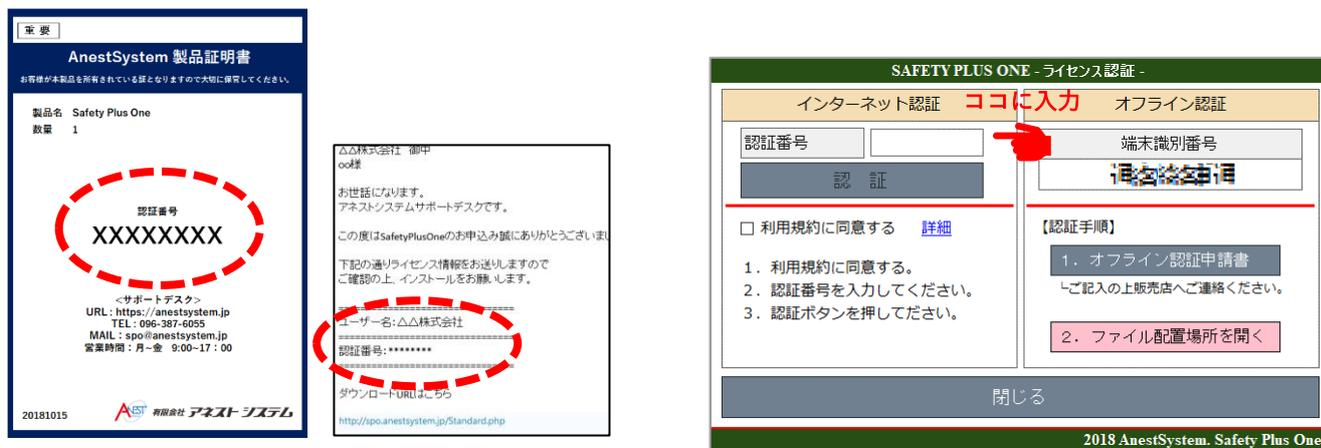 重 要
AnestSystem 製品証明書
お客様が本製品を所有されている証となりますので大切に保管してください。
製品名 Safety Plus One
数量 1
認証番号
XXXXXXXX
<サポートデスク>
URL : https://anestsystem.jp
TEL : 096-387-6055
MAIL : spo@anestsystem.jp
営業時間 : 月~金 9:00~17:00
20181015
ANEST 有限会社 アネストシステム
△△株式会社 御中
oo様
お世話になります。
アネストシステムサポートデスクです。
この度はSafetyPlusOneのお申込み誠にありがとうございまし
下記の通りライセンス情報をお送りしますので
ご確認の上、インストールをお願いします。
================================
ユーザー名:△△株式会社
================================
認証番号:********
================================
ダウンロードURLはこちら
http://spo.anestsystem.jp/Standard.php
SAFETY PLUS ONE - ライセンス認証 -
インターネット認証
ココに入力
認証番号
認 証
□ 利用規約に同意する 詳細
1. 利用規約に同意する。
2. 認証番号を入力してください。
3. 認証ボタンを押してください。
オフライン認証
端末識別番号
【認証手順】
1. オフライン認証申請書
└ご記入の上販売店へご連絡ください。
2. ファイル配置場所を開く
閉じる
2018 AnestSystem. Safety Plus One